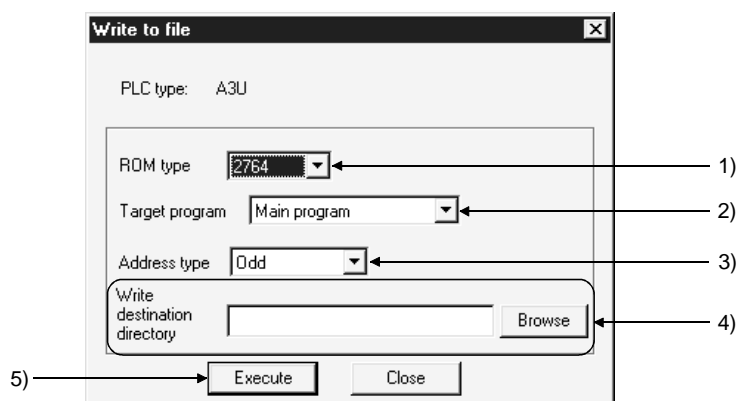 Write to file
PLC type: A3U
ROM type 2764 1)
Target program Main program 2)
Address type Odd 3)
Write
destination
directory Browse 4)
5) Execute Close